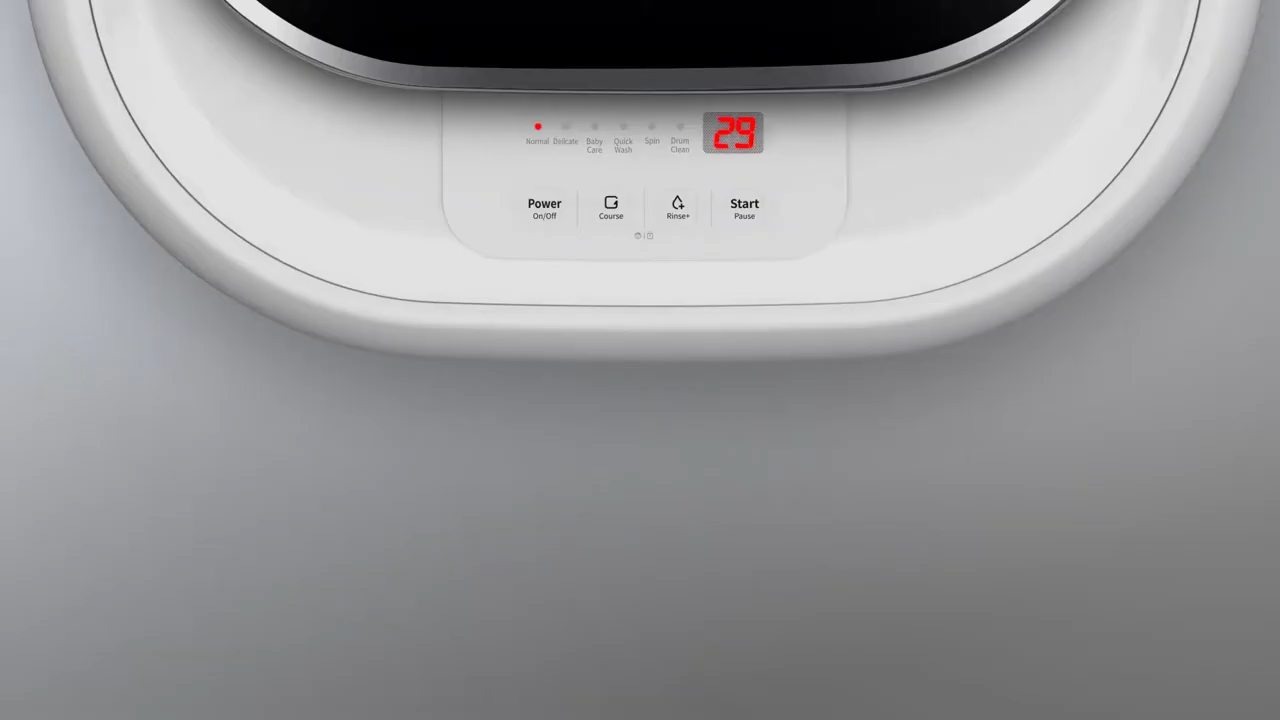 Normal Delicate Baby Care Quick Wash Spin Drum Clean
29
Power On/Off
Course
Rinse+
Start Pause